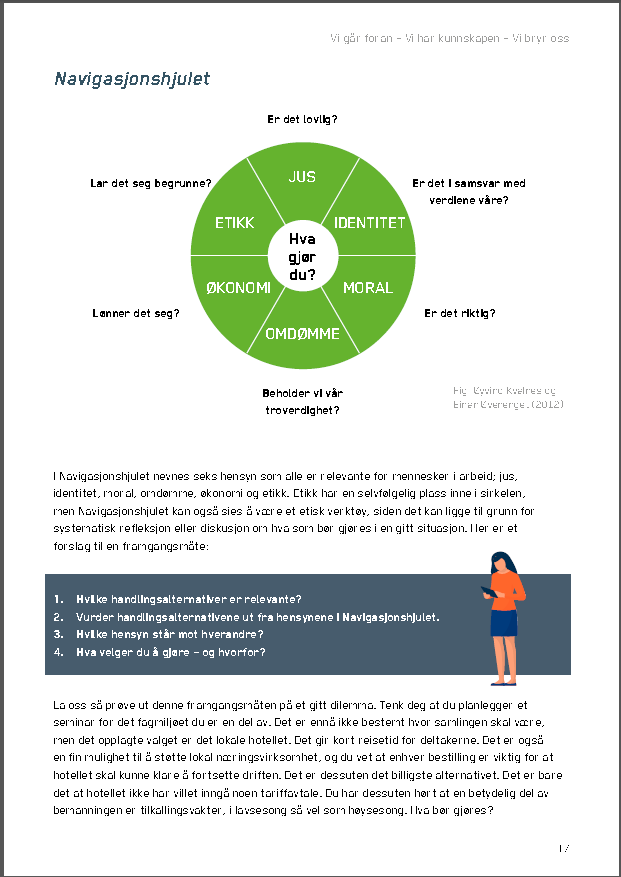 Vi går foran – Vi har kunnskapen – Vi bryr oss
Navigasjonshjulet
Er det lovlig?
Lar det seg begrunne?
JUS
Er det i samsvar med
verdiene våre?
ETIKK
IDENTITET
Hva
gjør
du?
ØKONOMI
MORAL
Lønner det seg?
Er det riktig?
OMDØMME
Beholder vi vår
troverdighet?
Fig. Øyvind Kvalnes og
Einar Øverenget (2012)
I Navigasjonshjulet nevnes seks hensyn som alle er relevante for mennesker i arbeid; jus,
identitet, moral, omdømme, økonomi og etikk. Etikk har en selvfølgelig plass inne i sirkelen,
men Navigasjonshjulet kan også sies å være et etisk verktøy, siden det kan ligge til grunn for
systematisk refleksjon eller diskusjon om hva som bør gjøres i en gitt situasjon. Her er et
forslag til en framgangsmåte:
1. Hvilke handlingsalternativer er relevante?
2. Vurder handlingsalternativene ut fra hensynene i Navigasjonshjulet.
3. Hvilke hensyn står mot hverandre?
4. Hva velger du å gjøre – og hvorfor?
La oss så prøve ut denne framgangsmåten på et gitt dilemma. Tenk deg at du planlegger et
seminar for det fagmiljøet du er en del av. Det er ennå ikke bestemt hvor samlingen skal være,
men det opplagte valget er det lokale hotellet. Det gir kort reisetid for deltakerne. Det er også
en fin mulighet til å støtte lokal næringsvirksomhet, og du vet at enhver bestilling er viktig for at
hotellet skal kunne klare å fortsette driften. Det er dessuten det billigste alternativet. Det er bare
det at hotellet ikke har villet inngå noen tariffavtale. Du har dessuten hørt at en betydelig del av
bemanningen er tilkallingsvakter, i lavsesong så vel som høysesong. Hva bør gjøres?
17